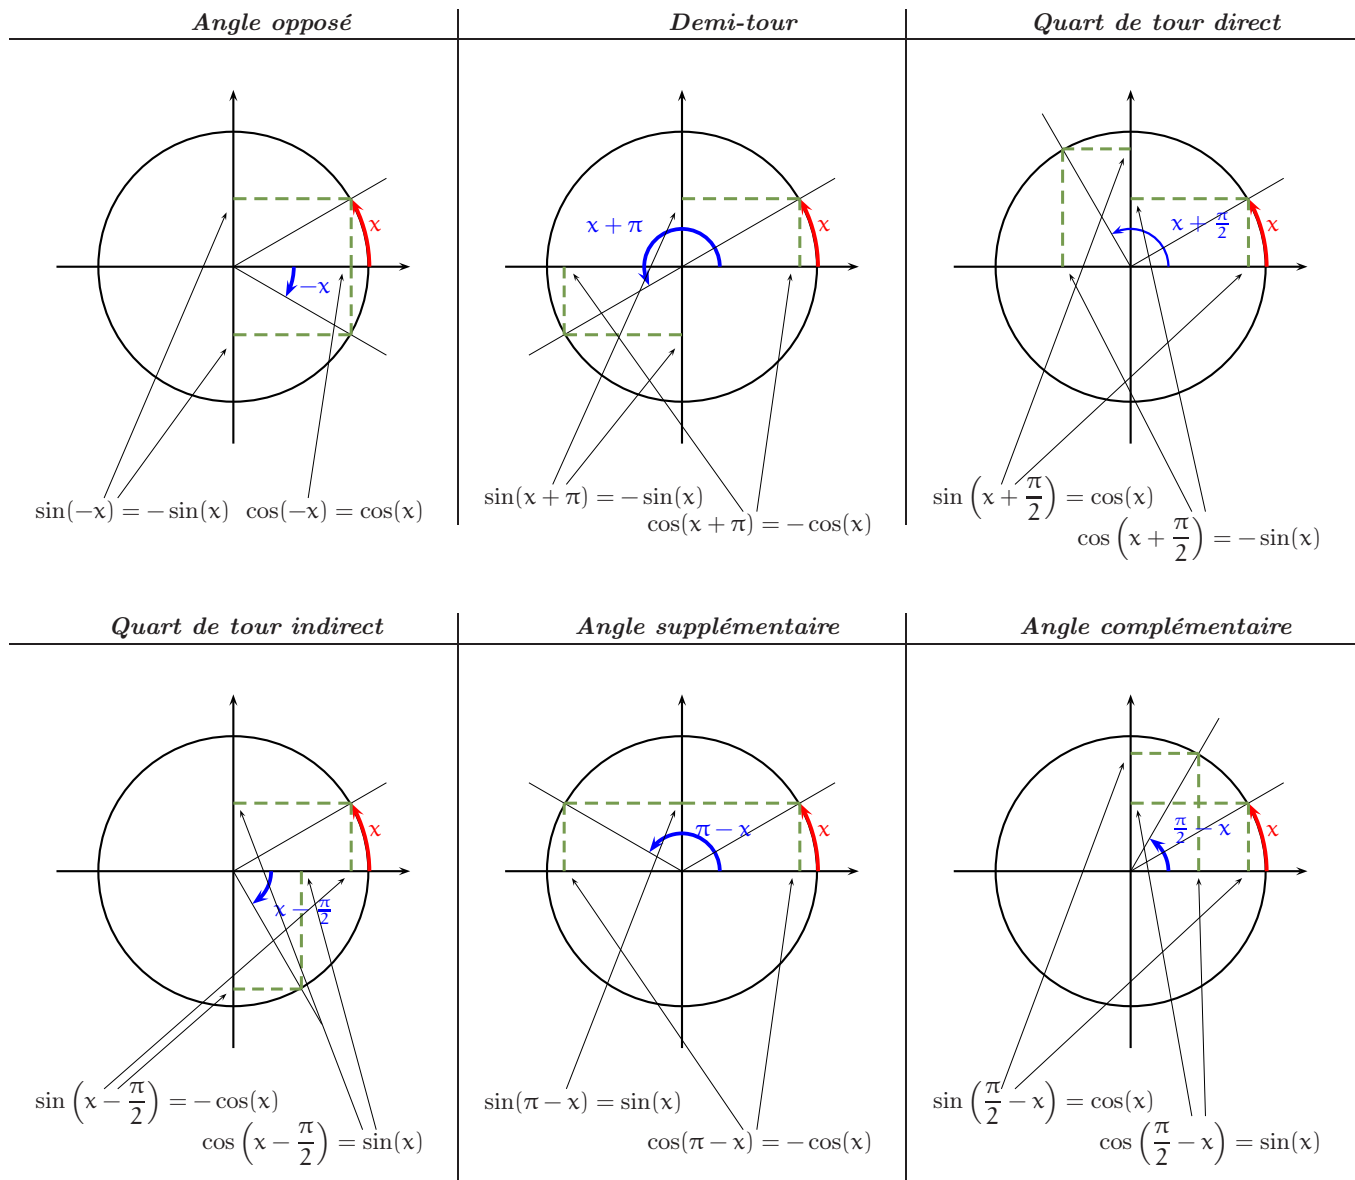 Angle opposé
Demi-tour
Quart de tour direct
x
−x
sin(−x) = − sin(x) cos(−x) = cos(x)
x + π
x
sin(x + π) = − sin(x)
cos(x + π) = − cos(x)
x + π/2
x
sin(x + π/2) = cos(x)
cos(x + π/2) = − sin(x)
Quart de tour indirect
Angle supplémentaire
Angle complémentaire
x
x − π/2
sin(x − π/2) = − cos(x)
cos(x − π/2) = sin(x)
π − x
x
sin(π − x) = sin(x)
cos(π − x) = − cos(x)
π/2 − x
x
sin(π/2 − x) = cos(x)
cos(π/2 − x) = sin(x)